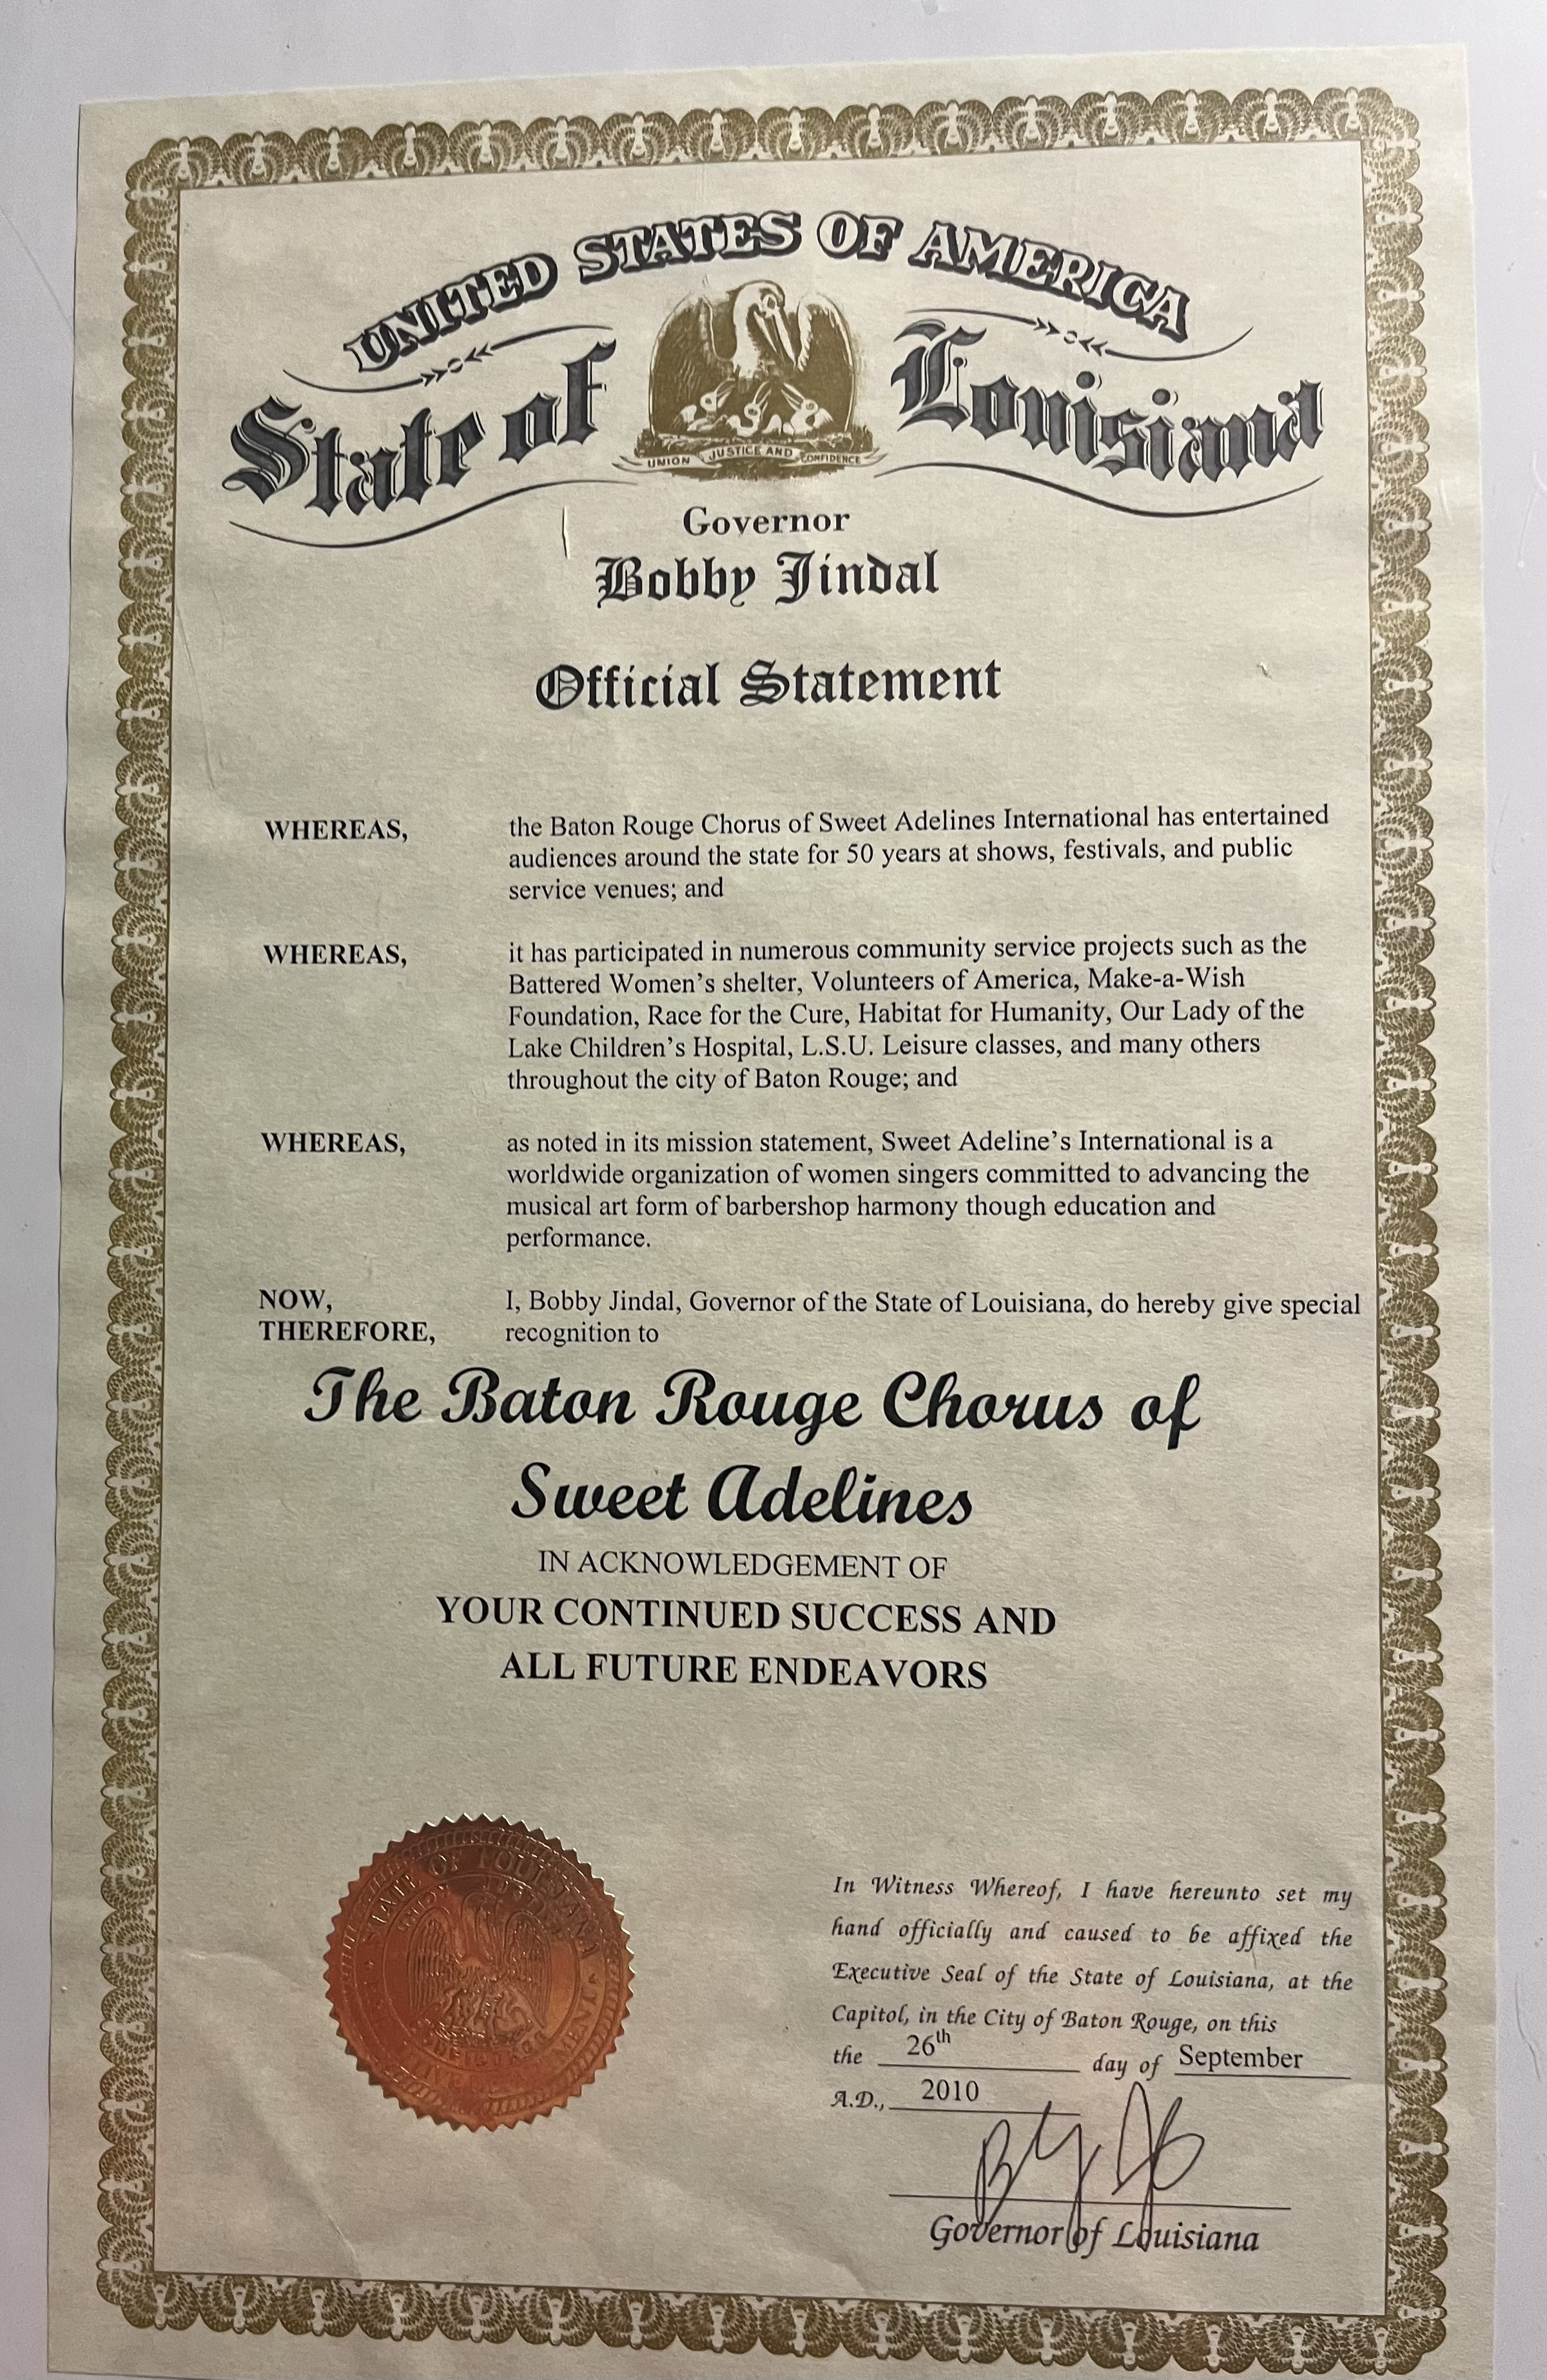 UNITED STATES OF AMERICA
State of Louisiana
UNION JUSTICE AND CONFIDENCE
Governor
Bobby Jindal
Official Statement
WHEREAS, the Baton Rouge Chorus of Sweet Adelines International has entertained
audiences around the state for 50 years at shows, festivals, and public
service venues; and
WHEREAS, it has participated in numerous community service projects such as the
Battered Women's shelter, Volunteers of America, Make-a-Wish
Foundation, Race for the Cure, Habitat for Humanity, Our Lady of the
Lake Children's Hospital, L.S.U. Leisure classes, and many others
throughout the city of Baton Rouge; and
WHEREAS, as noted in its mission statement, Sweet Adeline's International is a
worldwide organization of women singers committed to advancing the
musical art form of barbershop harmony though education and
performance.
NOW, I, Bobby Jindal, Governor of the State of Louisiana, do hereby give special
THEREFORE, recognition to
The Baton Rouge Chorus of
Sweet Adelines
IN ACKNOWLEDGEMENT OF
YOUR CONTINUED SUCCESS AND
ALL FUTURE ENDEAVORS
STATE OF LOUISIANA
In Witness Whereof, I have hereunto set my
hand officially and caused to be affixed the
Executive Seal of the State of Louisiana, at the
Capitol, in the City of Baton Rouge, on this
the 26th day of September
A.D., 2010
Governor of Louisiana